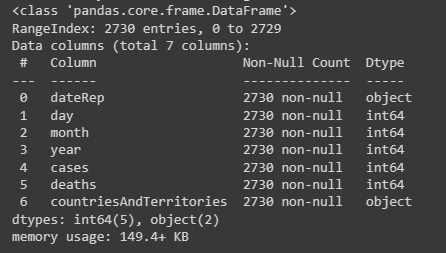 <class 'pandas.core.frame.DataFrame'>
RangeIndex: 2730 entries, 0 to 2729
Data columns (total 7 columns):
 #   Column                   Non-Null Count  Dtype
---  ------                   --------------  -----
 0   dateRep                  2730 non-null   object
 1   day                      2730 non-null   int64
 2   month                    2730 non-null   int64
 3   year                     2730 non-null   int64
 4   cases                    2730 non-null   int64
 5   deaths                   2730 non-null   int64
 6   countriesAndTerritories  2730 non-null   object
dtypes: int64(5), object(2)
memory usage: 149.4+ KB